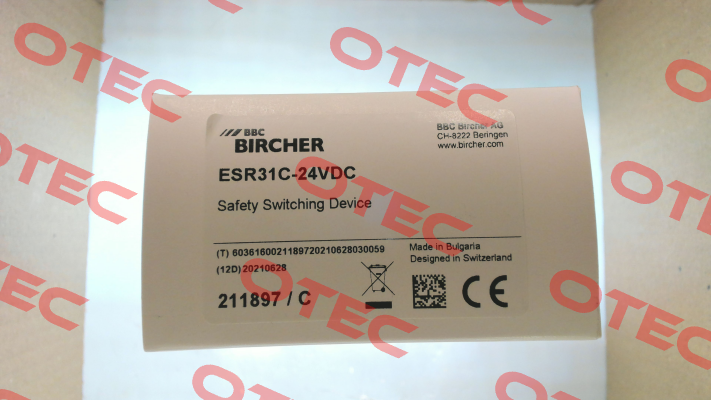 BBC
BIRCHER
BBC Bircher AG
CH-8222 Beringen
www.bircher.com
ESR31C-24VDC
Safety Switching Device
(T) 6036160021189720210628030059
(12D) 20210628
Made in Bulgaria
Designed in Switzerland
211897 / C
CE
OTEC
OTEC
OTEC
OTEC
OTEC
OTEC
OTEC
OTEC
OTEC
OTEC
OTEC
OTEC
OTEC